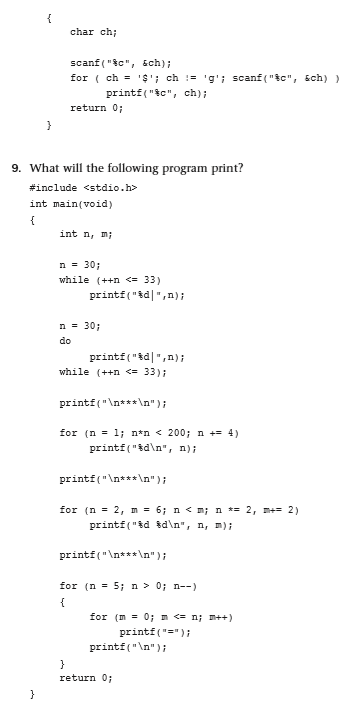 {
char ch;
scanf("%c", &ch);
for ( ch = '$'; ch != 'g'; scanf("%c", &ch) )
printf("%c", ch);
return 0;
}
9. What will the following program print?
#include <stdio.h>
int main(void)
{
int n, m;
n = 30;
while (++n <= 33)
printf("%d|",n);
n = 30;
do
printf("%d|",n);
while (++n <= 33);
printf("\n***\n");
for (n = 1; n*n < 200; n += 4)
printf("%d\n", n);
printf("\n***\n");
for (n = 2, m = 6; n < m; n *= 2, m+= 2)
printf("%d %d\n", n, m);
printf("\n***\n");
for (n = 5; n > 0; n--)
{
for (m = 0; m <= n; m++)
printf("=");
printf("\n");
}
return 0;
}